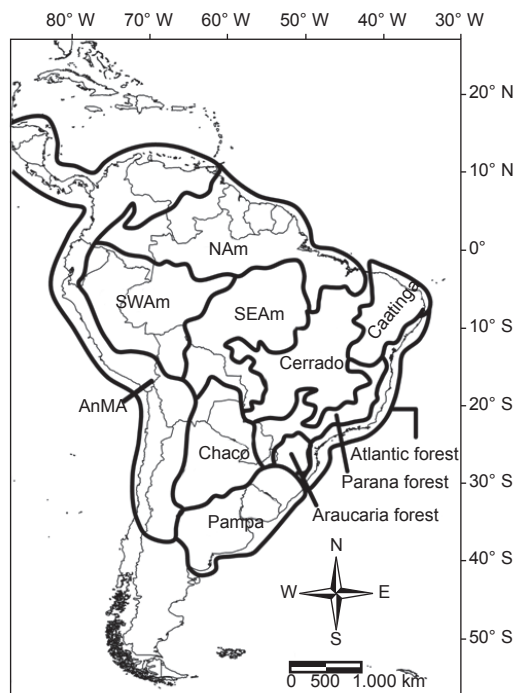 80° W 70° W 60° W 50° W 40° W 30° W
20° N
10° N
0°
10° S
20° S
30° S
40° S
50° S
NAm
SWAm
SEAm
Caatinga
Cerrado
AnMA
Chaco
Atlantic forest
Parana forest
Araucaria forest
Pampa
N
W E
S
0 500 1.000 km